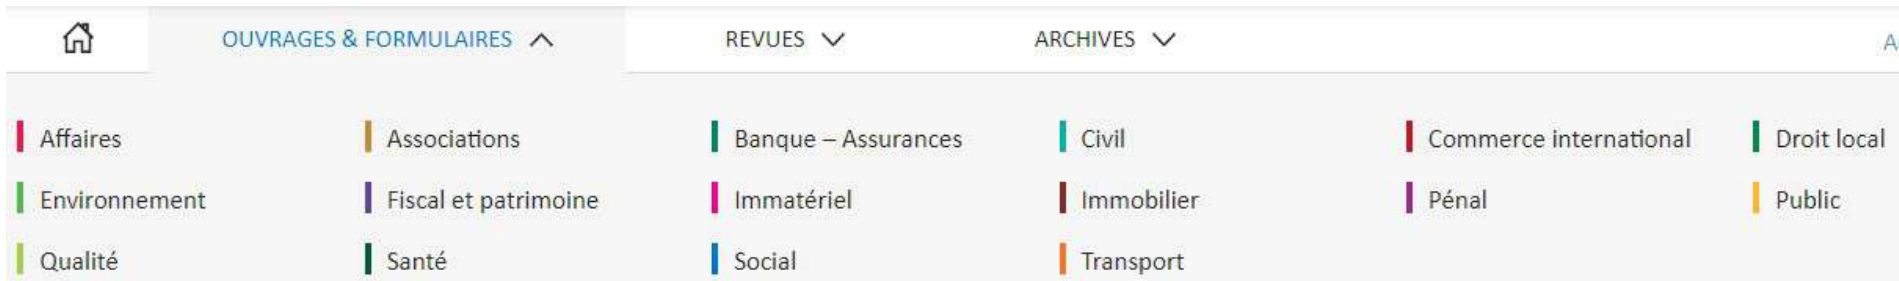 OUVRAGES & FORMULAIRES REVUES ARCHIVES
Affaires Associations Banque – Assurances Civil Commerce international Droit local
Environnement Fiscal et patrimoine Immatériel Immobilier Pénal Public
Qualité Santé Social Transport